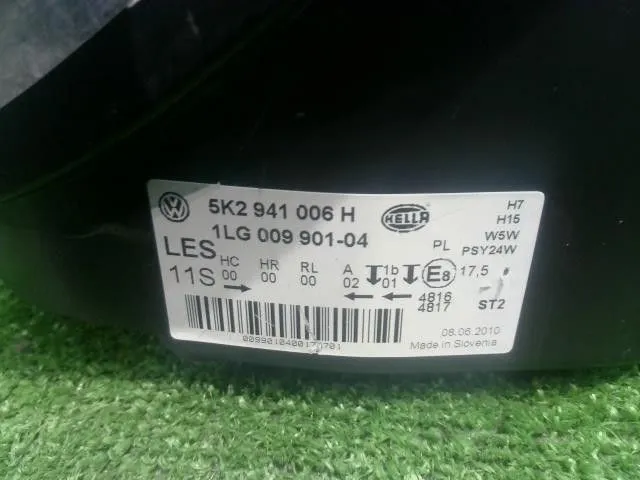 5K2 941 006 H
HELLA
1LG 009 901-04
H7
H15
W5W
PSY24W
PL
LES
11S
HC HR RL A 1b
00 00 00 02 01
E8
17,5
4816
4817
ST2
08.06.2010
Made in Slovenia